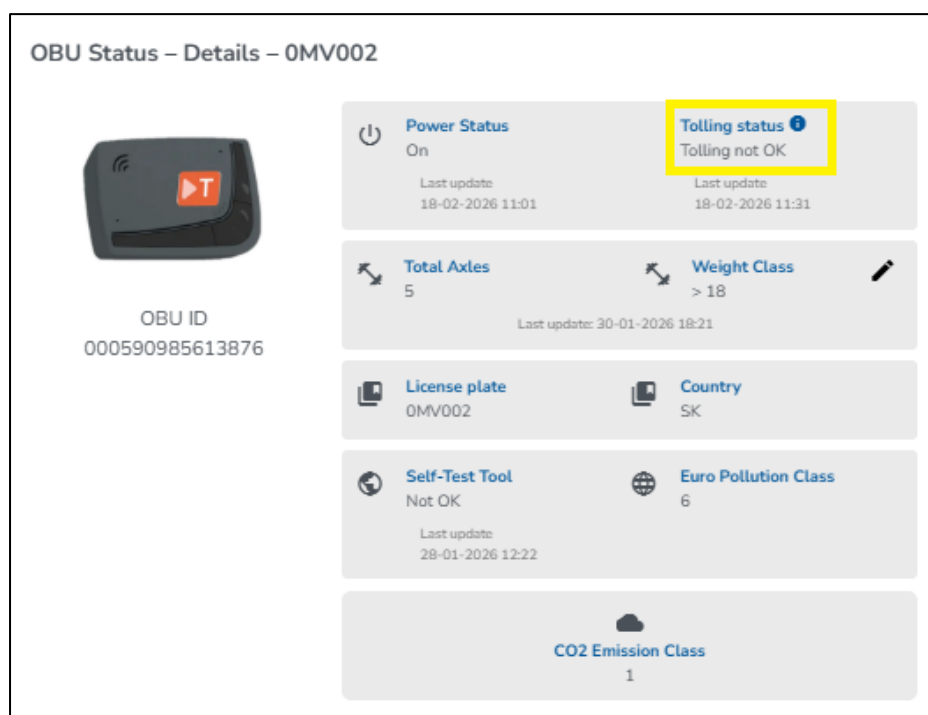 OBU Status – Details – 0MV002
T
OBU ID
000590985613876
Power Status
On
Last update
18-02-2026 11:01
Tolling status
Tolling not OK
Last update
18-02-2026 11:31
Total Axles
5
Weight Class
> 18
Last update: 30-01-2026 18:21
License plate
0MV002
Country
SK
Self-Test Tool
Not OK
Last update
28-01-2026 12:22
Euro Pollution Class
6
CO2 Emission Class
1